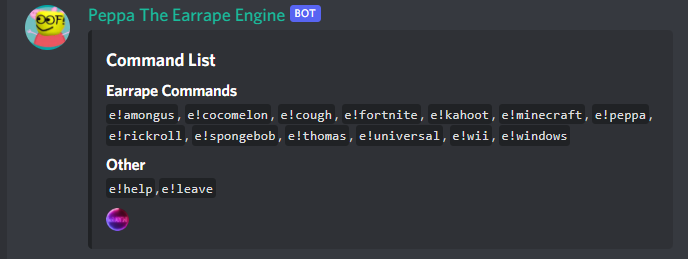 OOF!
Peppa The Earrape Engine BOT
Command List
Earrape Commands
e!amongus, e!cocomelon, e!cough, e!fortnite, e!kahoot, e!minecraft, e!peppa,
e!rickroll, e!spongebob, e!thomas, e!universal, e!wii, e!windows
Other
e!help,e!leave